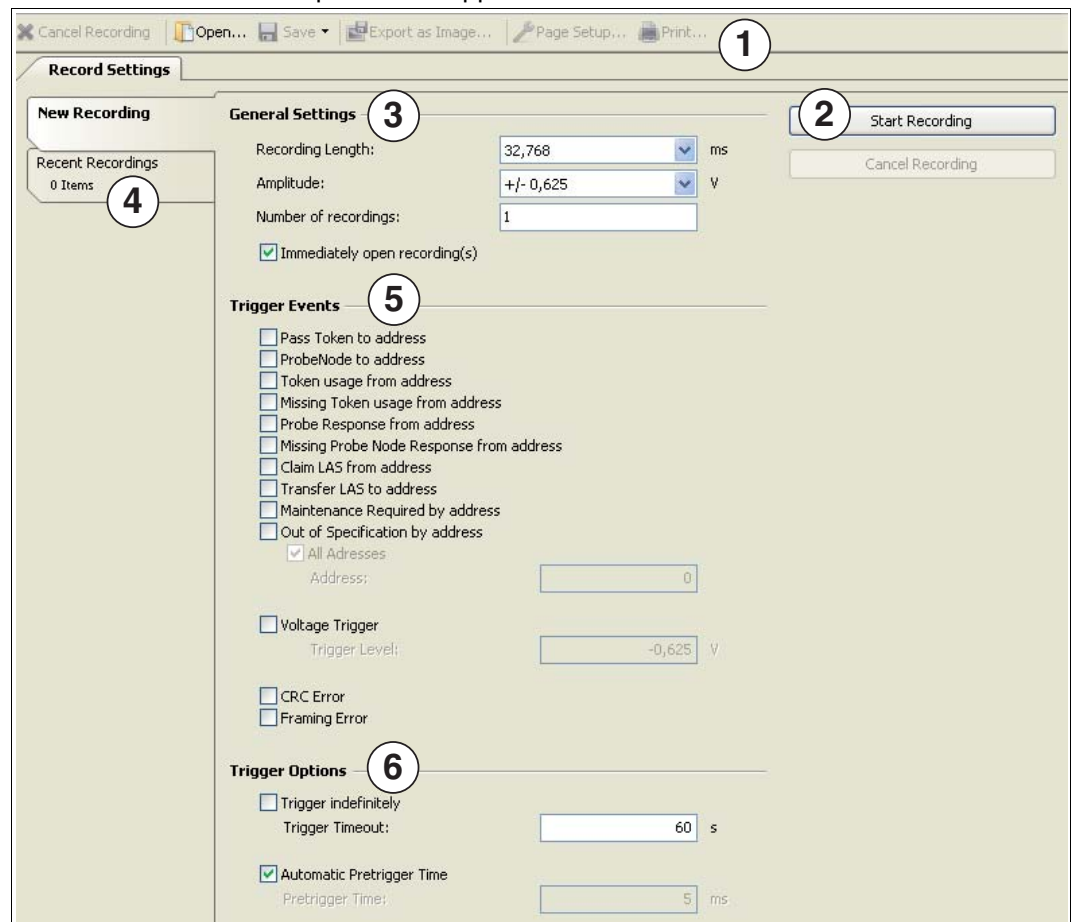 Cancel Recording Open... Save Export as Image... Page Setup... Print...
1
Record Settings
New Recording
Recent Recordings
0 Items
4
General Settings 3
Recording Length: 32,768 ms
Amplitude: +/- 0,625 V
Number of recordings: 1
Immediately open recording(s)
2 Start Recording
Cancel Recording
Trigger Events 5
Pass Token to address
ProbeNode to address
Token usage from address
Missing Token usage from address
Probe Response from address
Missing Probe Node Response from address
Claim LAS from address
Transfer LAS to address
Maintenance Required by address
Out of Specification by address
All Adresses
Address: 0
Voltage Trigger
Trigger Level: -0,625 V
CRC Error
Framing Error
Trigger Options 6
Trigger indefinitely
Trigger Timeout: 60 s
Automatic Pretrigger Time
Pretrigger Time: 5 ms